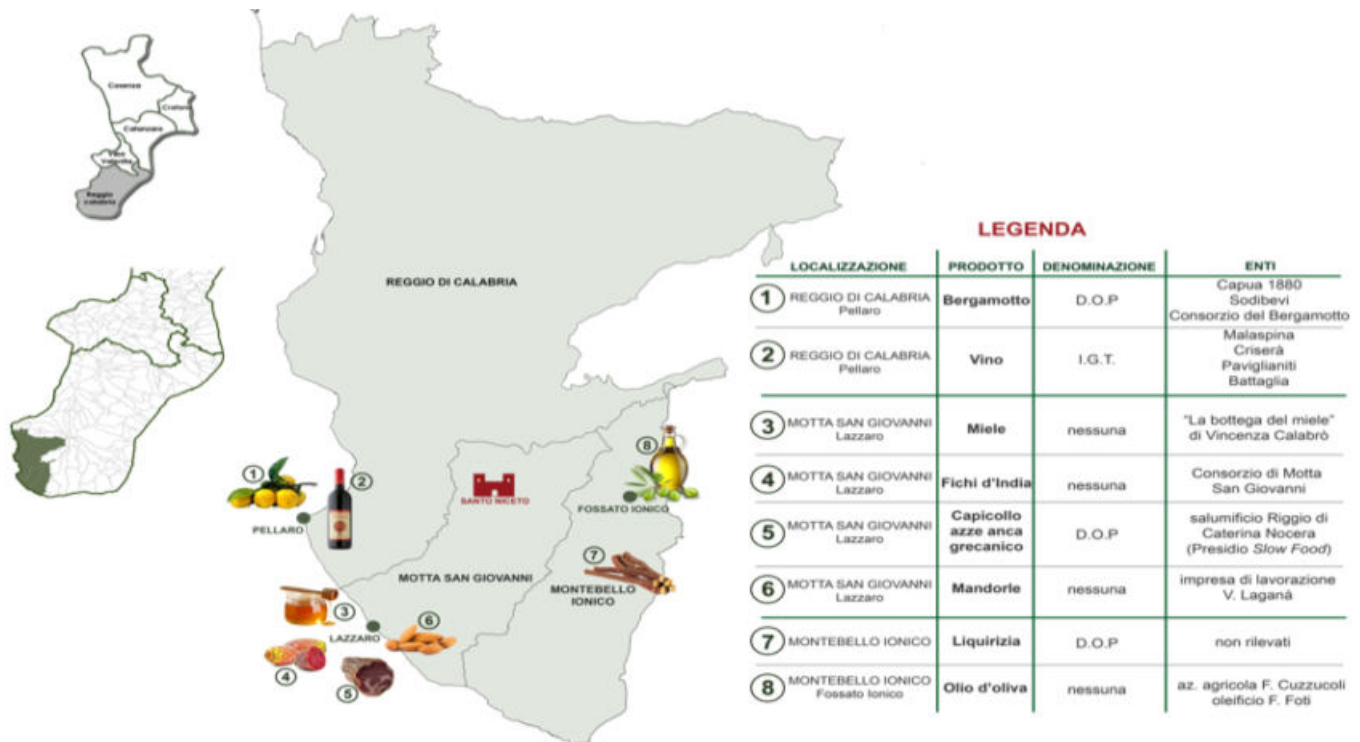 Cosenza
Crotone
Catanzaro
Vibo
Valentia
Reggio
calabria
REGGIO DI CALABRIA
1
2
PELLARO
SANTO NICETO
8
FOSSATO IONICO
MOTTA SAN GIOVANNI
7
MONTEBELLO
IONICO
3
LAZZARO
6
4
5
LEGENDA
LOCALIZZAZIONE PRODOTTO DENOMINAZIONE ENTI
1 REGGIO DI CALABRIA
Pellaro
Bergamotto
D.O.P
Capua 1880
Sodibevi
Consorzio del Bergamotto
2 REGGIO DI CALABRIA
Pellaro
Vino
I.G.T.
Malaspina
Criserà
Paviglianiti
Battaglia
3 MOTTA SAN GIOVANNI
Lazzaro
Miele
nessuna
"La bottega del miele"
di Vincenza Calabrò
4 MOTTA SAN GIOVANNI
Lazzaro
Fichi d'India
nessuna
Consorzio di Motta
San Giovanni
5 MOTTA SAN GIOVANNI
Lazzaro
Capicollo
azze anca
grecanico
D.O.P
salumificio Riggio di
Caterina Nocera
(Presidio Slow Food)
6 MOTTA SAN GIOVANNI
Lazzaro
Mandorle
nessuna
impresa di lavorazione
V. Laganà
7 MONTEBELLO IONICO
Liquirizia
D.O.P
non rilevati
8 MONTEBELLO IONICO
Fossato Ionico
Olio d'oliva
nessuna
az. agricola F. Cuzzucoli
oleificio F. Foti